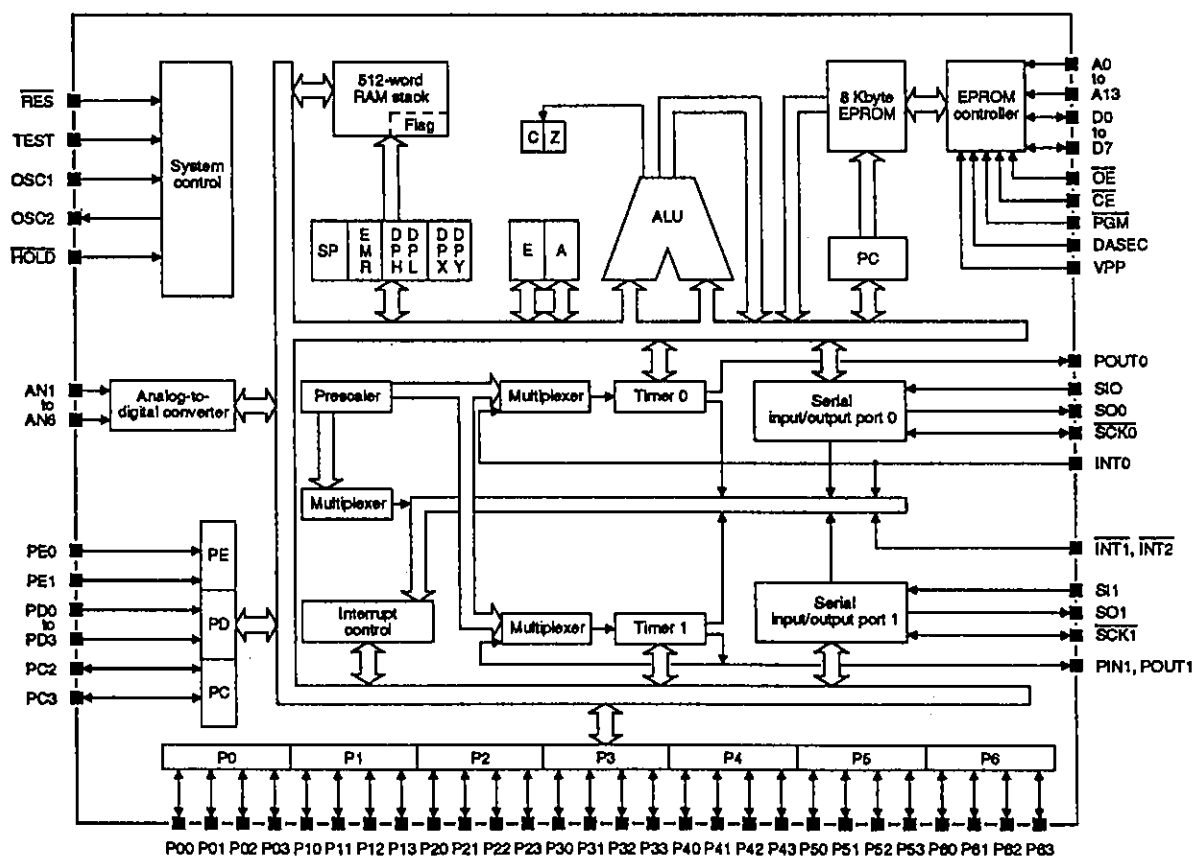 RES
TEST
OSC1
OSC2
HOLD
System
control
512-word
RAM stack
Flag
C Z
8 Kbyte
EPROM
EPROM
controller
A0
to
A13
D0
to
D7
OE
CE
PGM
DASEC
VPP
SP
EMR
DPH
DPL
DPX
DPY
E A
ALU
PC
AN1
to
AN6
Analog-to-
digital converter
Prescaler
Multiplexer
Timer 0
Serial
input/output port 0
POUT0
SI0
SO0
SCK0
INT0
Multiplexer
INT1, INT2
PE0
PE1
PD0
to
PD3
PC2
PC3
PE
PD
PC
Interrupt
control
Multiplexer
Timer 1
Serial
input/output port 1
SI1
SO1
SCK1
PIN1, POUT1
P0 P1 P2 P3 P4 P5 P6
P00 P01 P02 P03 P10 P11 P12 P13 P20 P21 P22 P23 P30 P31 P32 P33 P40 P41 P42 P43 P50 P51 P52 P53 P60 P61 P62 P63